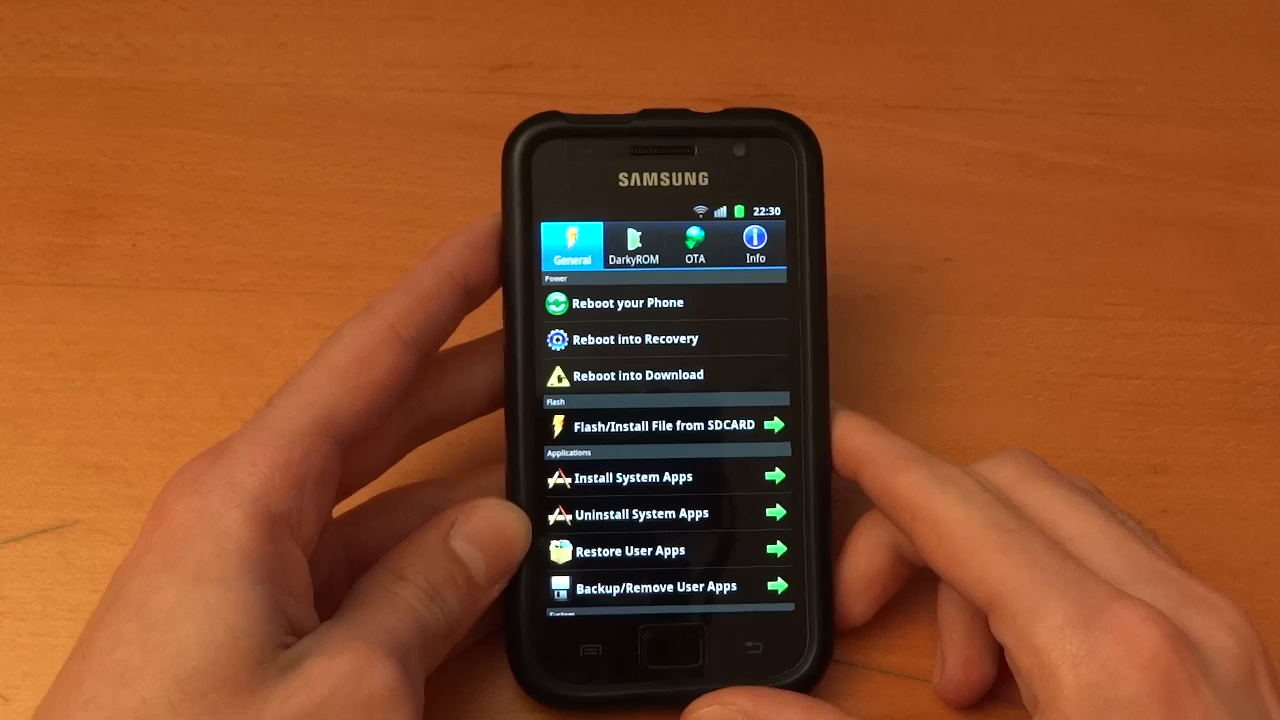 SAMSUNG
22:30
General DarkyROM OTA Info
Power
Reboot your Phone
Reboot into Recovery
Reboot into Download
Flash
Flash/Install File from SDCARD
Applications
Install System Apps
Uninstall System Apps
Restore User Apps
Backup/Remove User Apps